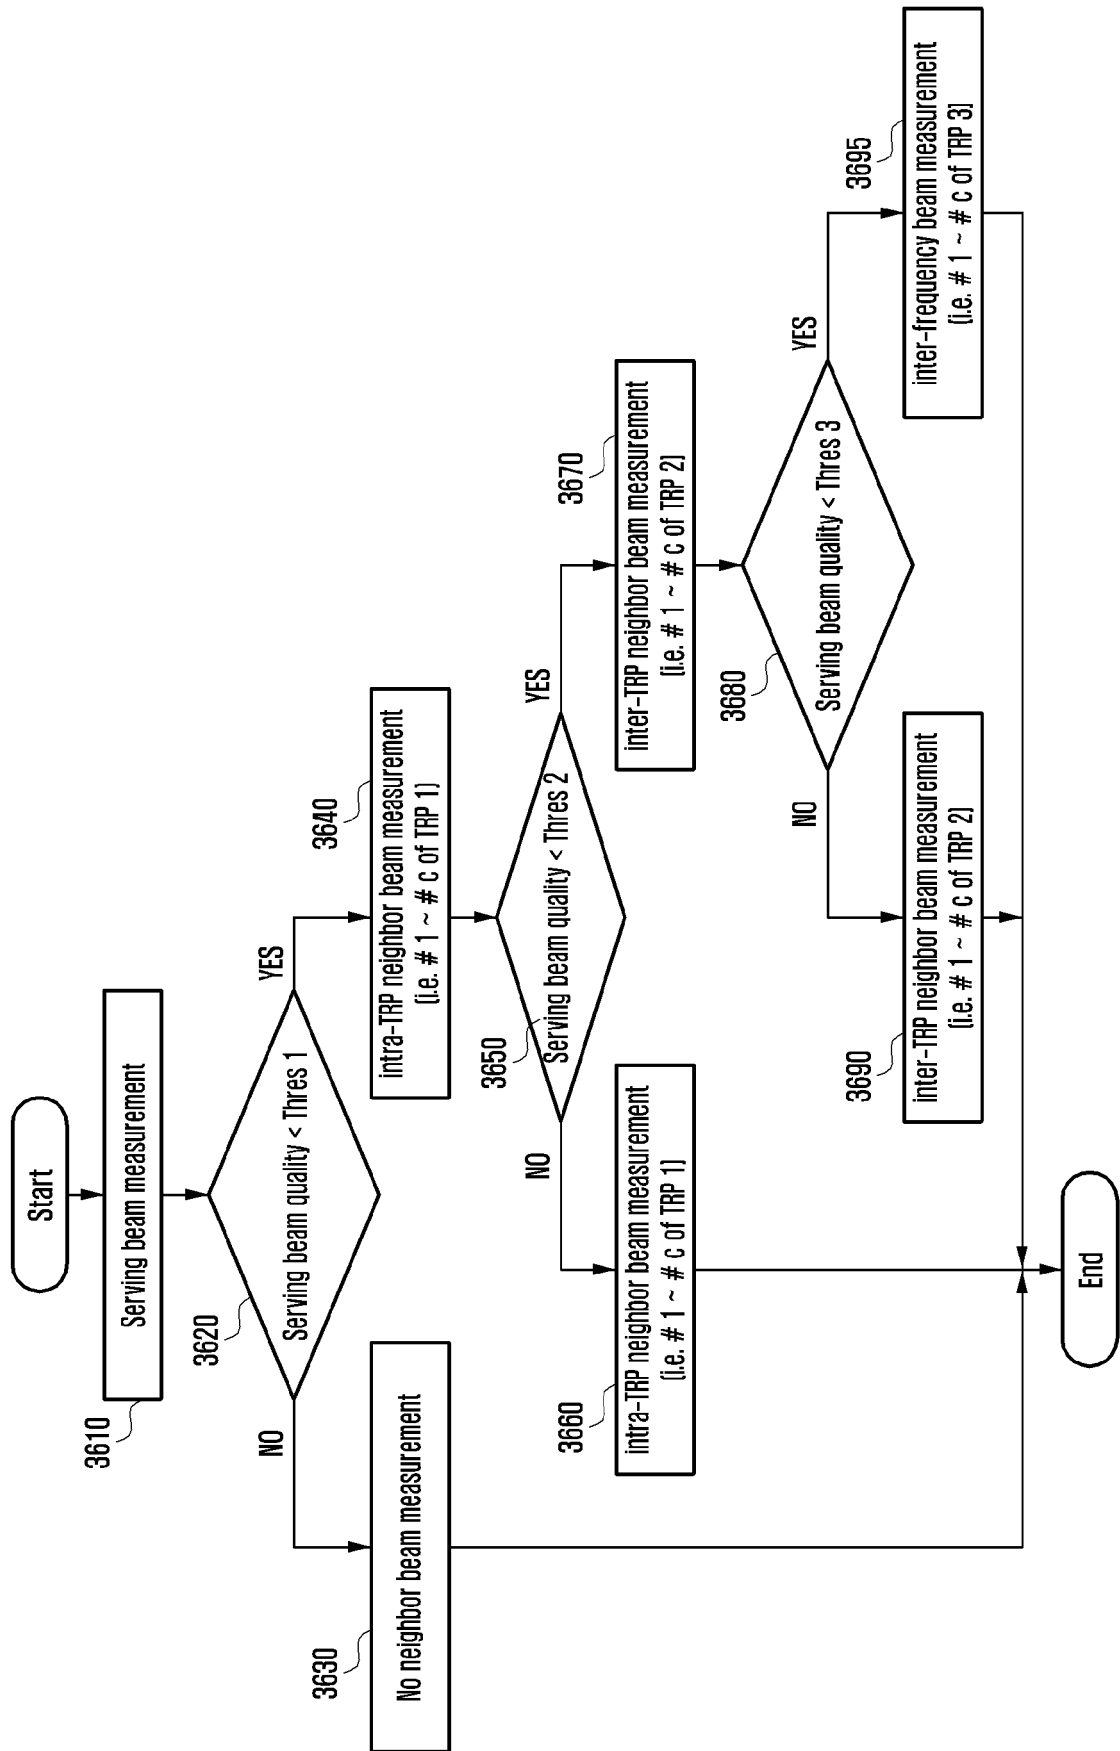 Start
3610
Serving beam measurement
3620
Serving beam quality < Thres 1
NO
YES
3630
No neighbor beam measurement
3640
intra-TRP neighbor beam measurement
(i.e. # 1 ~ # c of TRP 1)
3650
Serving beam quality < Thres 2
NO
YES
3660
intra-TRP neighbor beam measurement
(i.e. # 1 ~ # c of TRP 1)
3670
inter-TRP neighbor beam measurement
(i.e. # 1 ~ # c of TRP 2)
3680
Serving beam quality < Thres 3
NO
YES
3690
inter-TRP neighbor beam measurement
(i.e. # 1 ~ # c of TRP 2)
3695
inter-frequency beam measurement
(i.e. # 1 ~ # c of TRP 3)
End